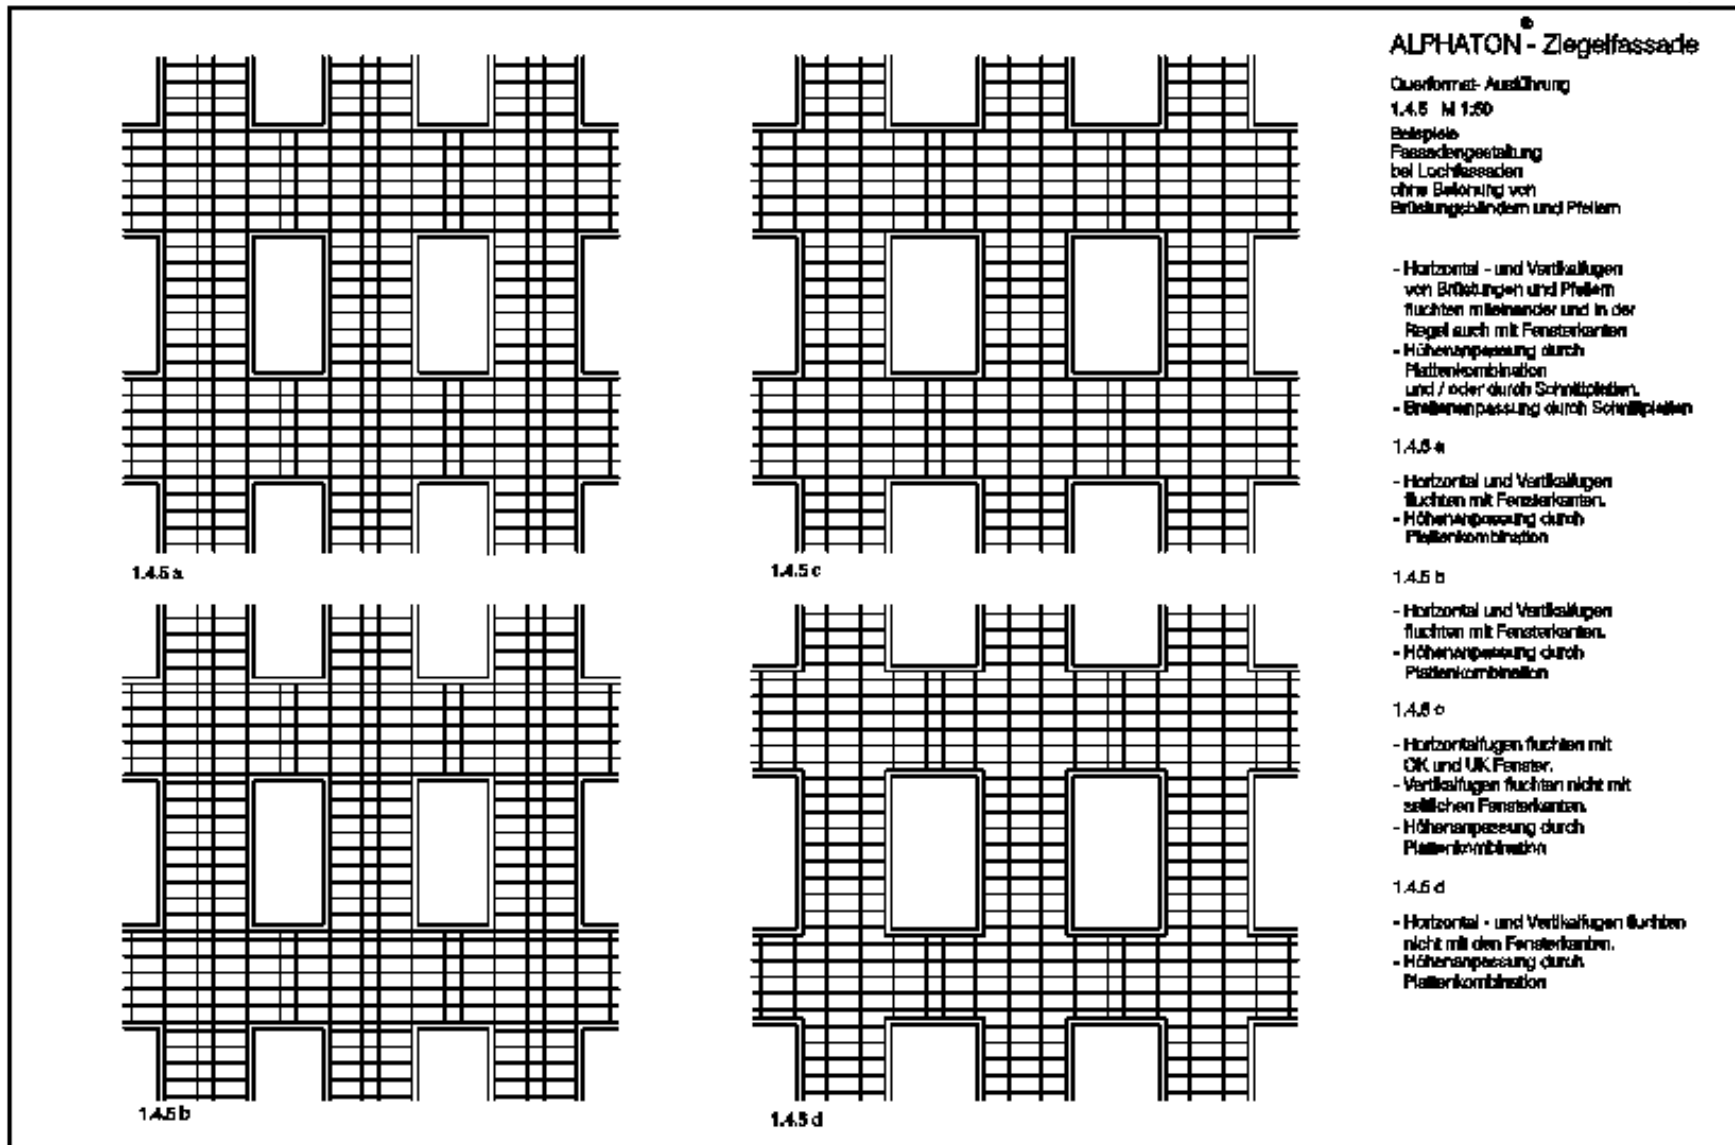 ®
ALPHATON - Ziegelfassade
Querformat- Ausführung
1.4.5 M 1:50
Beispiele
Fassadengestaltung
bei Lochfassaden
ohne Betonung von
Brüstungsbändern und Pfeilern
- Horizontal - und Vertikalfugen
von Brüstungen und Pfeilern
fluchten miteinander und in der
Regel auch mit Fensterkanten
- Höhenanpassung durch
Plattenkombination
und / oder durch Schnittplatten.
- Breitenanpassung durch Schnittplatten
1.4.5 a
- Horizontal und Vertikalfugen
fluchten mit Fensterkanten.
- Höhenanpassung durch
Plattenkombination
1.4.5 b
- Horizontal und Vertikalfugen
fluchten mit Fensterkanten.
- Höhenanpassung durch
Plattenkombination
1.4.5 c
- Horizontalfugen fluchten mit
OK und UK Fenster.
- Vertikalfugen fluchten nicht mit
seitlichen Fensterkanten.
- Höhenanpassung durch
Plattenkombination
1.4.5 d
- Horizontal - und Vertikalfugen fluchten
nicht mit den Fensterkanten.
- Höhenanpassung durch
Plattenkombination
1.4.5 a
1.4.5 c
1.4.5 b
1.4.5 d